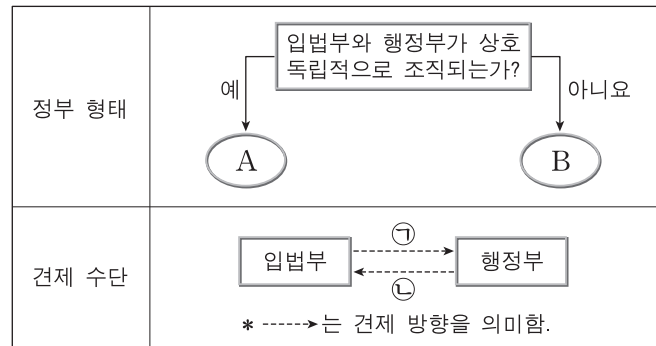 정부 형태
입법부와 행정부가 상호
독립적으로 조직되는가?
예
아니요
A
B
견제 수단
입법부
㉠
행정부
㉡
* ------▸는 견제 방향을 의미함.